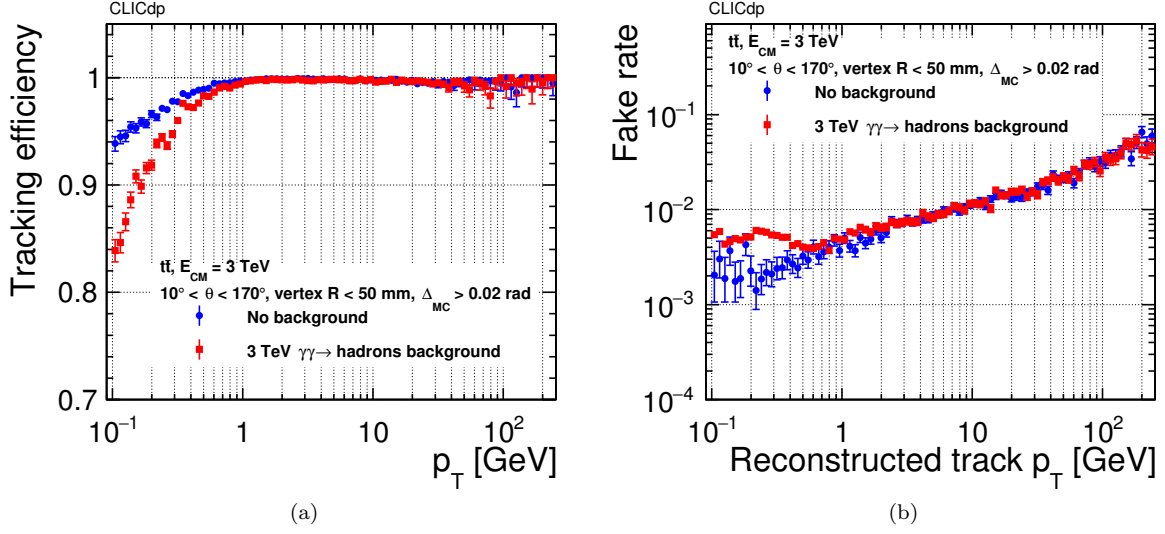 CLICdp
Tracking efficiency
1
0.9
0.8
0.7
tt̄, E_CM = 3 TeV
10° < θ < 170°, vertex R < 50 mm, Δ_MC > 0.02 rad
No background
3 TeV γγ→ hadrons background
10⁻¹ 1 10 10²
p_T [GeV]
(a)
CLICdp
Fake rate
tt̄, E_CM = 3 TeV
10° < θ < 170°, vertex R < 50 mm, Δ_MC > 0.02 rad
No background
3 TeV γγ→ hadrons background
10⁻¹
10⁻²
10⁻³
10⁻⁴
10⁻¹ 1 10 10²
Reconstructed track p_T [GeV]
(b)